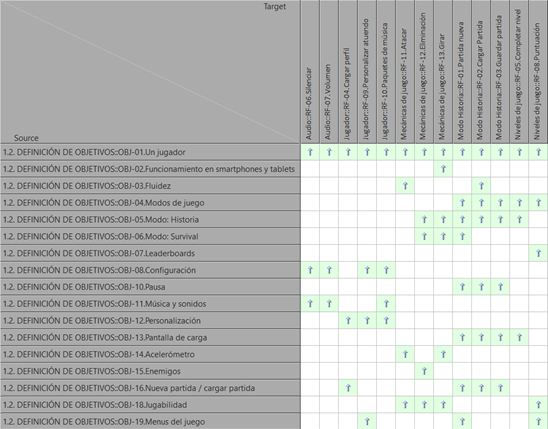 Target
Source
Audio::RF-06.Silenciar
Audio::RF-07.Volumen
Jugador::RF-04.Cargar perfil
Jugador::RF-09.Personalizar atuendo
Jugador::RF-10.Paquetes de música
Mecánicas de juego::RF-11.Atacar
Mecánicas de juego::RF-12.Eliminación
Mecánicas de juego::RF-13.Girar
Modo Historia::RF-01.Partida nueva
Modo Historia::RF-02.Cargar Partida
Modo Historia::RF-03.Guardar partida
Niveles de juego::RF-05.Completar nivel
Niveles de juego::RF-08.Puntuación
1.2. DEFINICIÓN DE OBJETIVOS::OBJ-01.Un jugador
1.2. DEFINICIÓN DE OBJETIVOS::OBJ-02.Funcionamiento en smartphones y tablets
1.2. DEFINICIÓN DE OBJETIVOS::OBJ-03.Fluidez
1.2. DEFINICIÓN DE OBJETIVOS::OBJ-04.Modos de juego
1.2. DEFINICIÓN DE OBJETIVOS::OBJ-05.Modo: Historia
1.2. DEFINICIÓN DE OBJETIVOS::OBJ-06.Modo: Survival
1.2. DEFINICIÓN DE OBJETIVOS::OBJ-07.Leaderboards
1.2. DEFINICIÓN DE OBJETIVOS::OBJ-08.Configuración
1.2. DEFINICIÓN DE OBJETIVOS::OBJ-10.Pausa
1.2. DEFINICIÓN DE OBJETIVOS::OBJ-11.Música y sonidos
1.2. DEFINICIÓN DE OBJETIVOS::OBJ-12.Personalización
1.2. DEFINICIÓN DE OBJETIVOS::OBJ-13.Pantalla de carga
1.2. DEFINICIÓN DE OBJETIVOS::OBJ-14.Acelerómetro
1.2. DEFINICIÓN DE OBJETIVOS::OBJ-15.Enemigos
1.2. DEFINICIÓN DE OBJETIVOS::OBJ-16.Nueva partida / cargar partida
1.2. DEFINICIÓN DE OBJETIVOS::OBJ-18.Jugabilidad
1.2. DEFINICIÓN DE OBJETIVOS::OBJ-19.Menus del juego